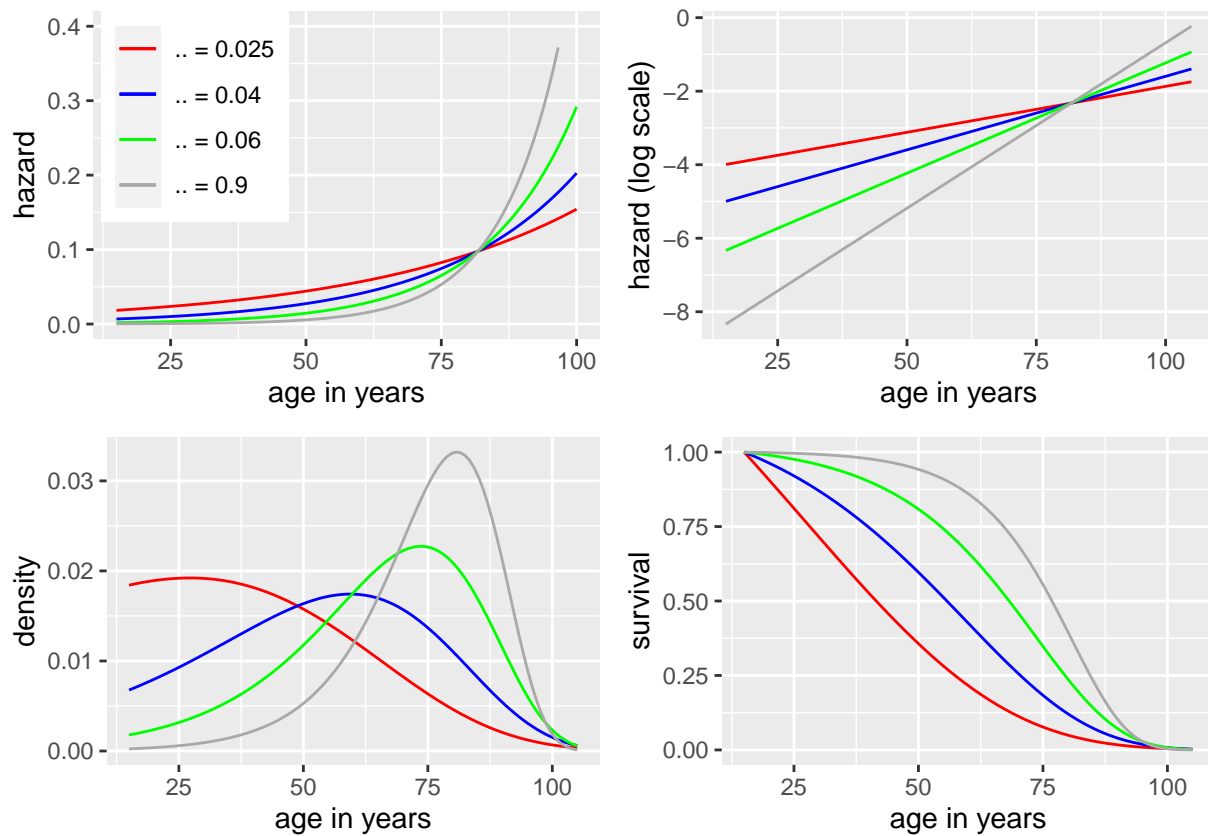 hazard
0.4
0.3
0.2
0.1
0.0
.. = 0.025
.. = 0.04
.. = 0.06
.. = 0.9
25 50 75 100
age in years
hazard (log scale)
0
−2
−4
−6
−8
25 50 75 100
age in years
density
0.03
0.02
0.01
0.00
25 50 75 100
age in years
survival
1.00
0.75
0.50
0.25
0.00
25 50 75 100
age in years